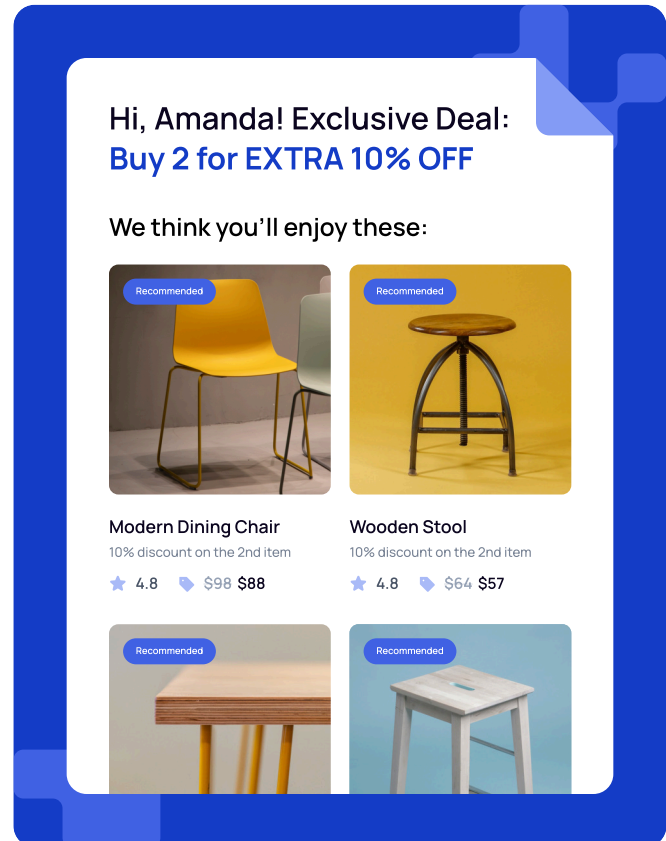 Hi, Amanda! Exclusive Deal:
Buy 2 for EXTRA 10% OFF
We think you’ll enjoy these:
Recommended
Recommended
Modern Dining Chair
Wooden Stool
10% discount on the 2nd item
10% discount on the 2nd item
4.8 $98 $88
4.8 $64 $57
Recommended
Recommended